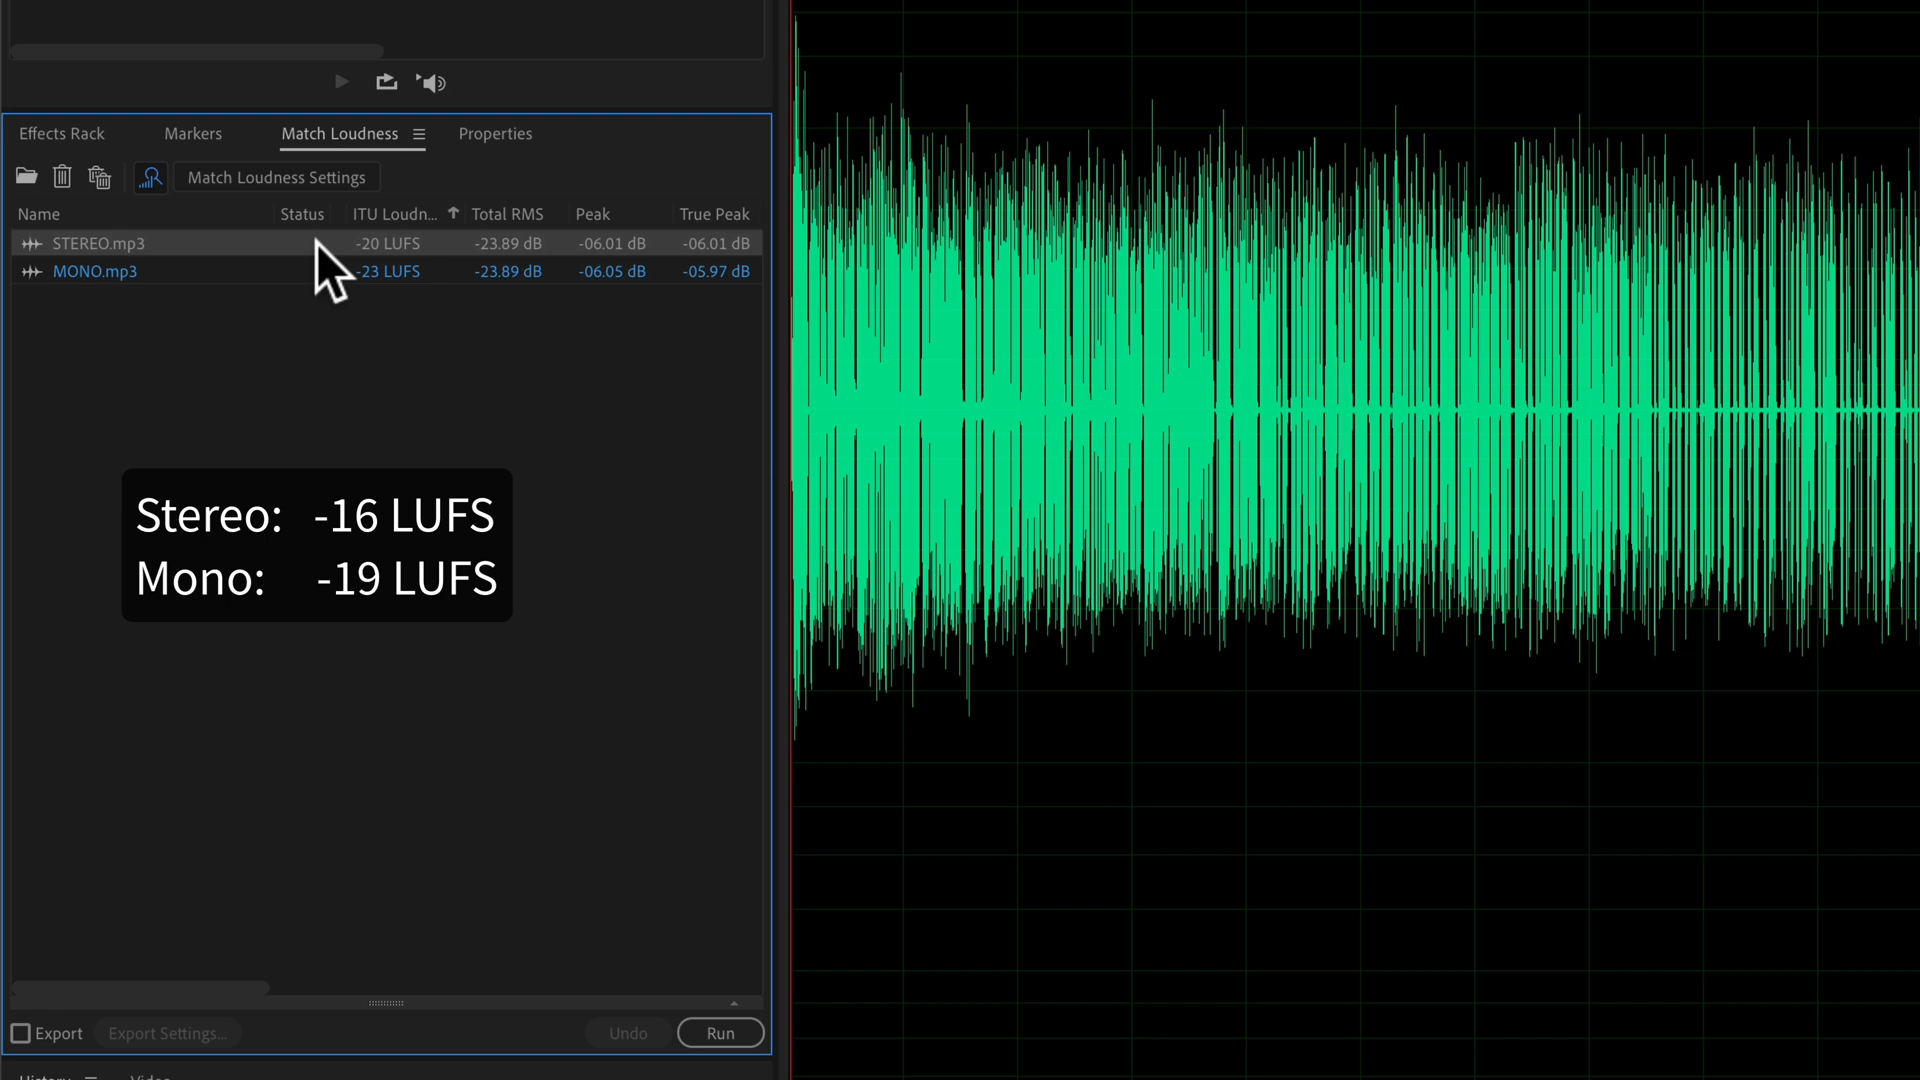 Effects Rack Markers Match Loudness Properties
Match Loudness Settings
Name Status ITU Loudn... Total RMS Peak True Peak
STEREO.mp3 -20 LUFS -23.89 dB -06.01 dB -06.01 dB
MONO.mp3 -23 LUFS -23.89 dB -06.05 dB -05.97 dB
Stereo: -16 LUFS
Mono: -19 LUFS
Export Export Settings... Undo Run
History Video